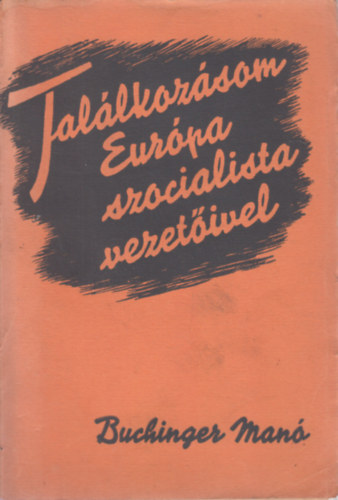 Találkozásom
Európa
szocialista
vezetőivel
Buchinger Manó